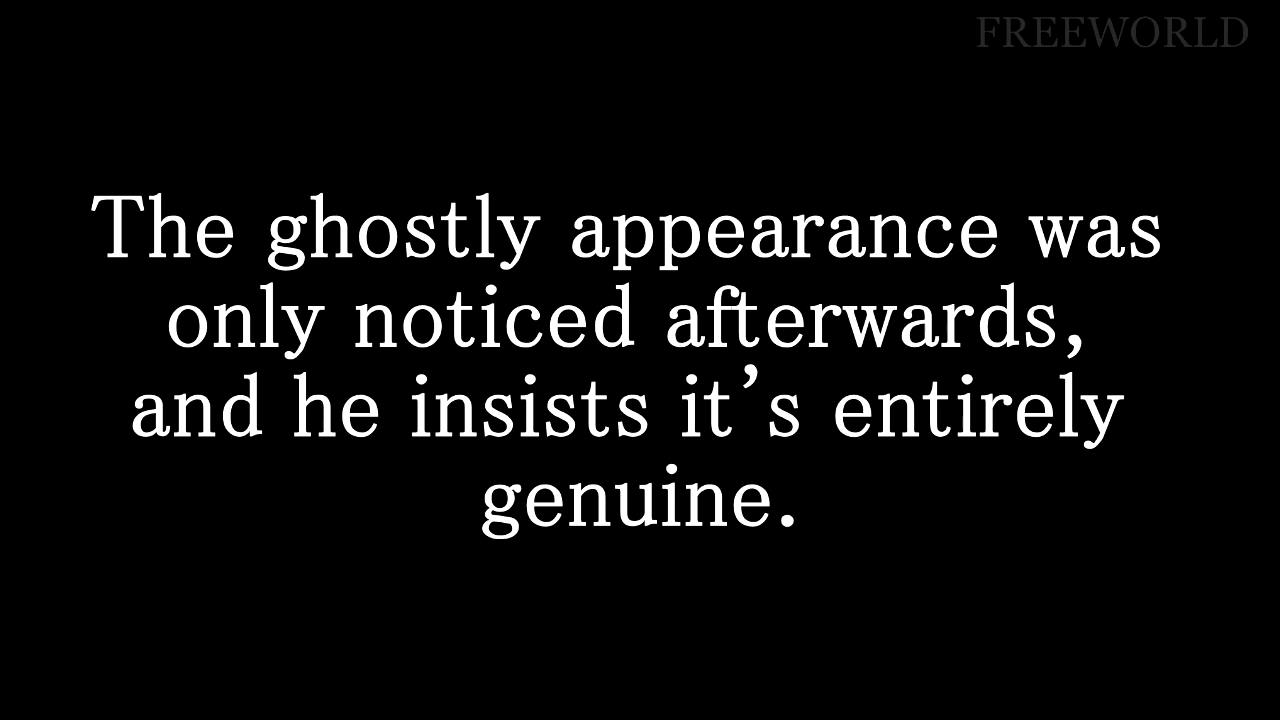 FREEWORLD
The ghostly appearance was
only noticed afterwards,
and he insists it’s entirely
genuine.